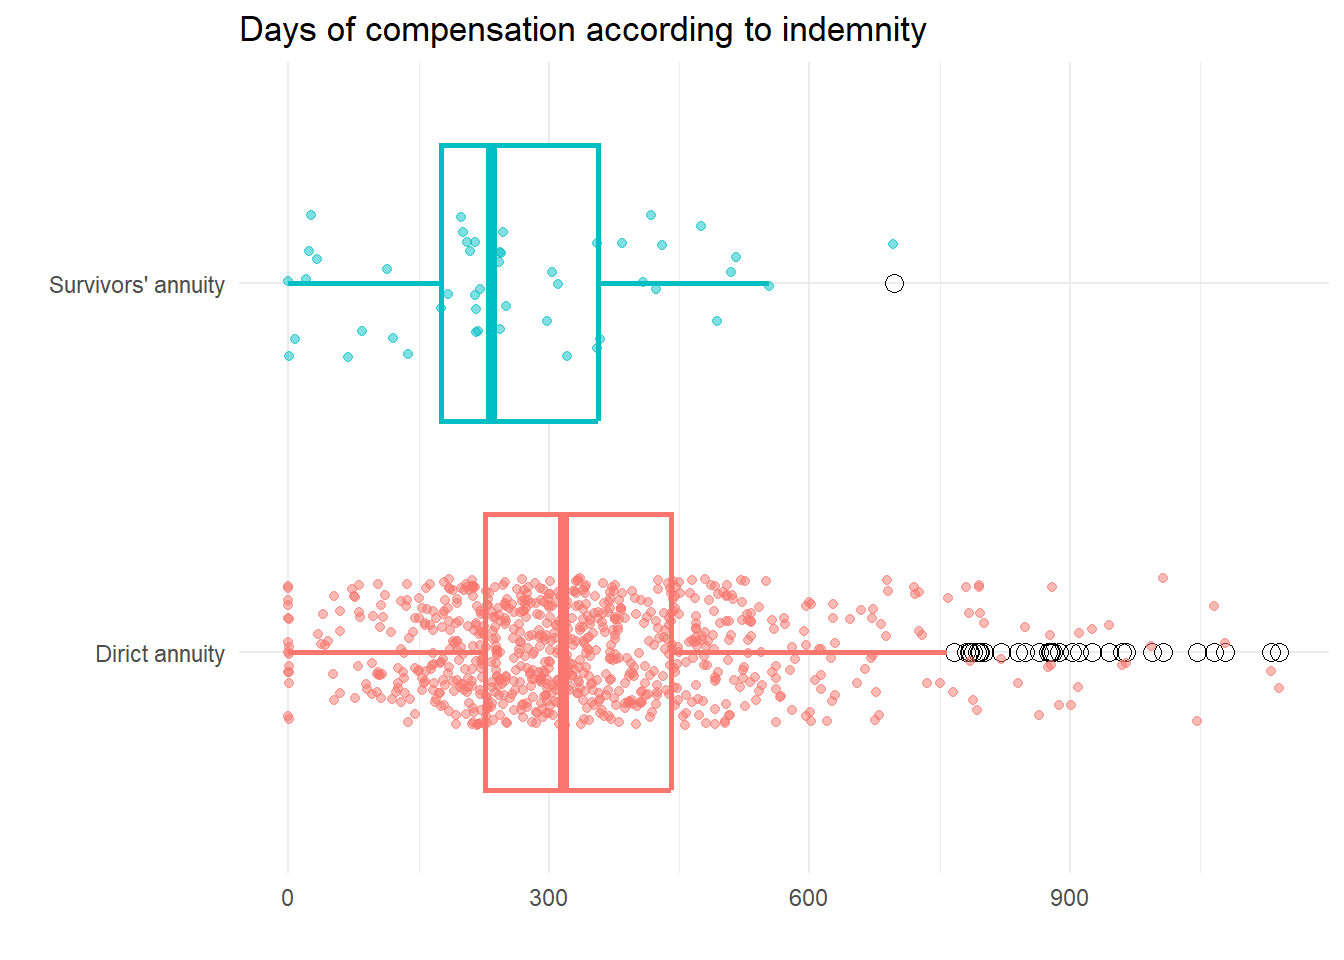 Days of compensation according to indemnity
Survivors' annuity
Dirict annuity
0 300 600 900